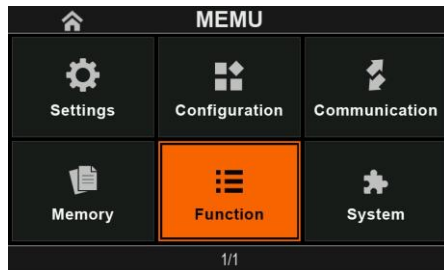 MEMU
Settings
Configuration
Communication
Memory
Function
System
1/1